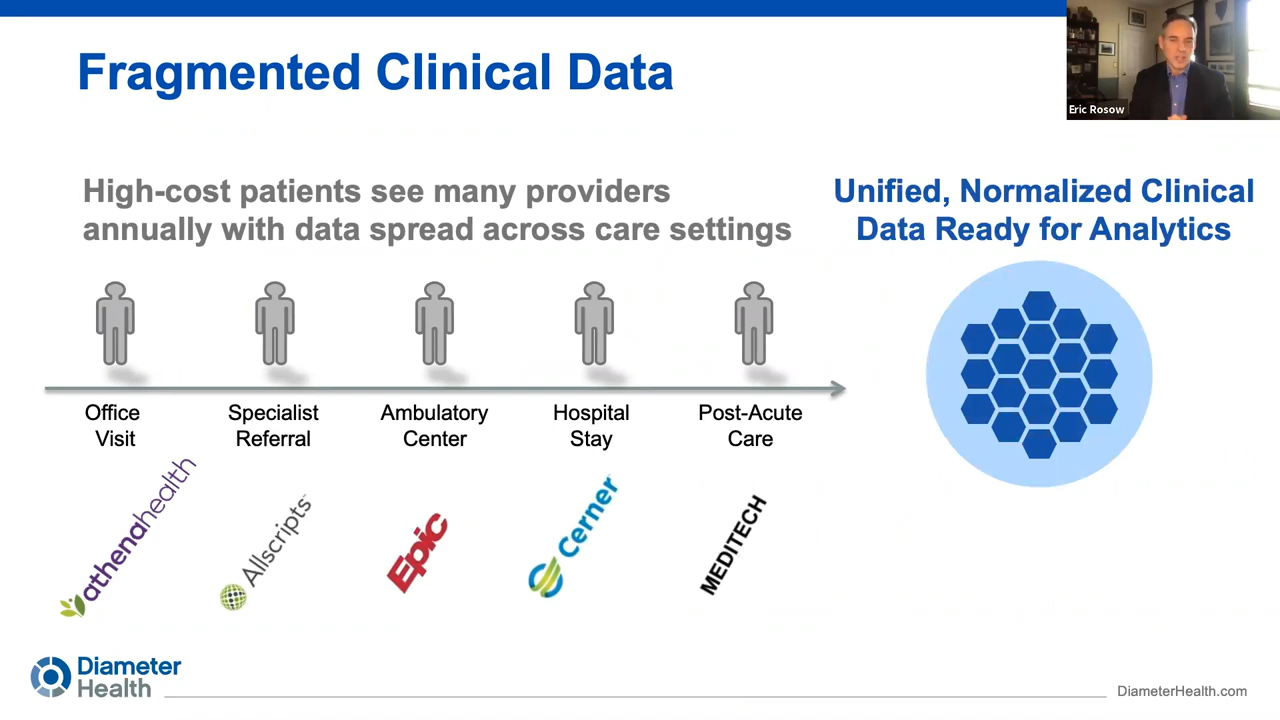 Fragmented Clinical Data
Eric Rosow
High-cost patients see many providers
annually with data spread across care settings
Unified, Normalized Clinical
Data Ready for Analytics
Office
Visit
Specialist
Referral
Ambulatory
Center
Hospital
Stay
Post-Acute
Care
athenahealth
Allscripts™
Epic
Cerner™
MEDITECH
Diameter
Health
DiameterHealth.com